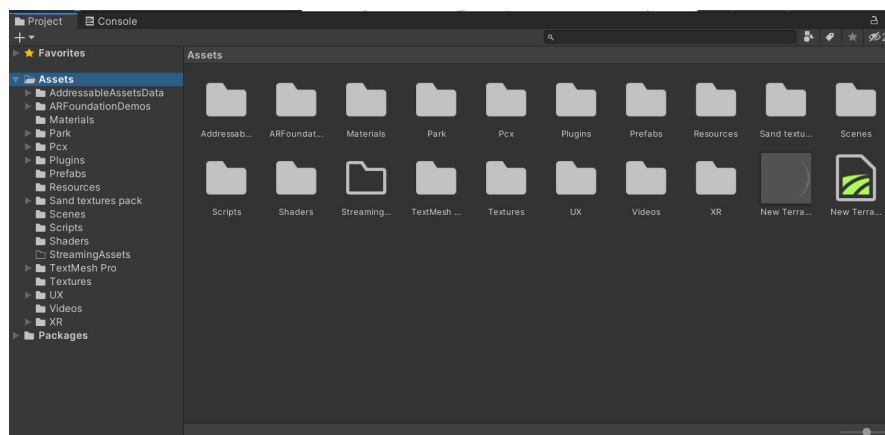 Project Console
Favorites
Assets
AddressableAssetsData
ARFoundationDemos
Materials
Park
Pcx
Plugins
Prefabs
Resources
Sand textures pack
Scenes
Scripts
Shaders
StreamingAssets
TextMesh Pro
Textures
UX
Videos
XR
Packages
Assets
Addressab... ARFoundat... Materials Park Pcx Plugins Prefabs Resources Sand textu... Scenes
Scripts Shaders Streaming... TextMesh ... Textures UX Videos XR New Terra... New Terra...